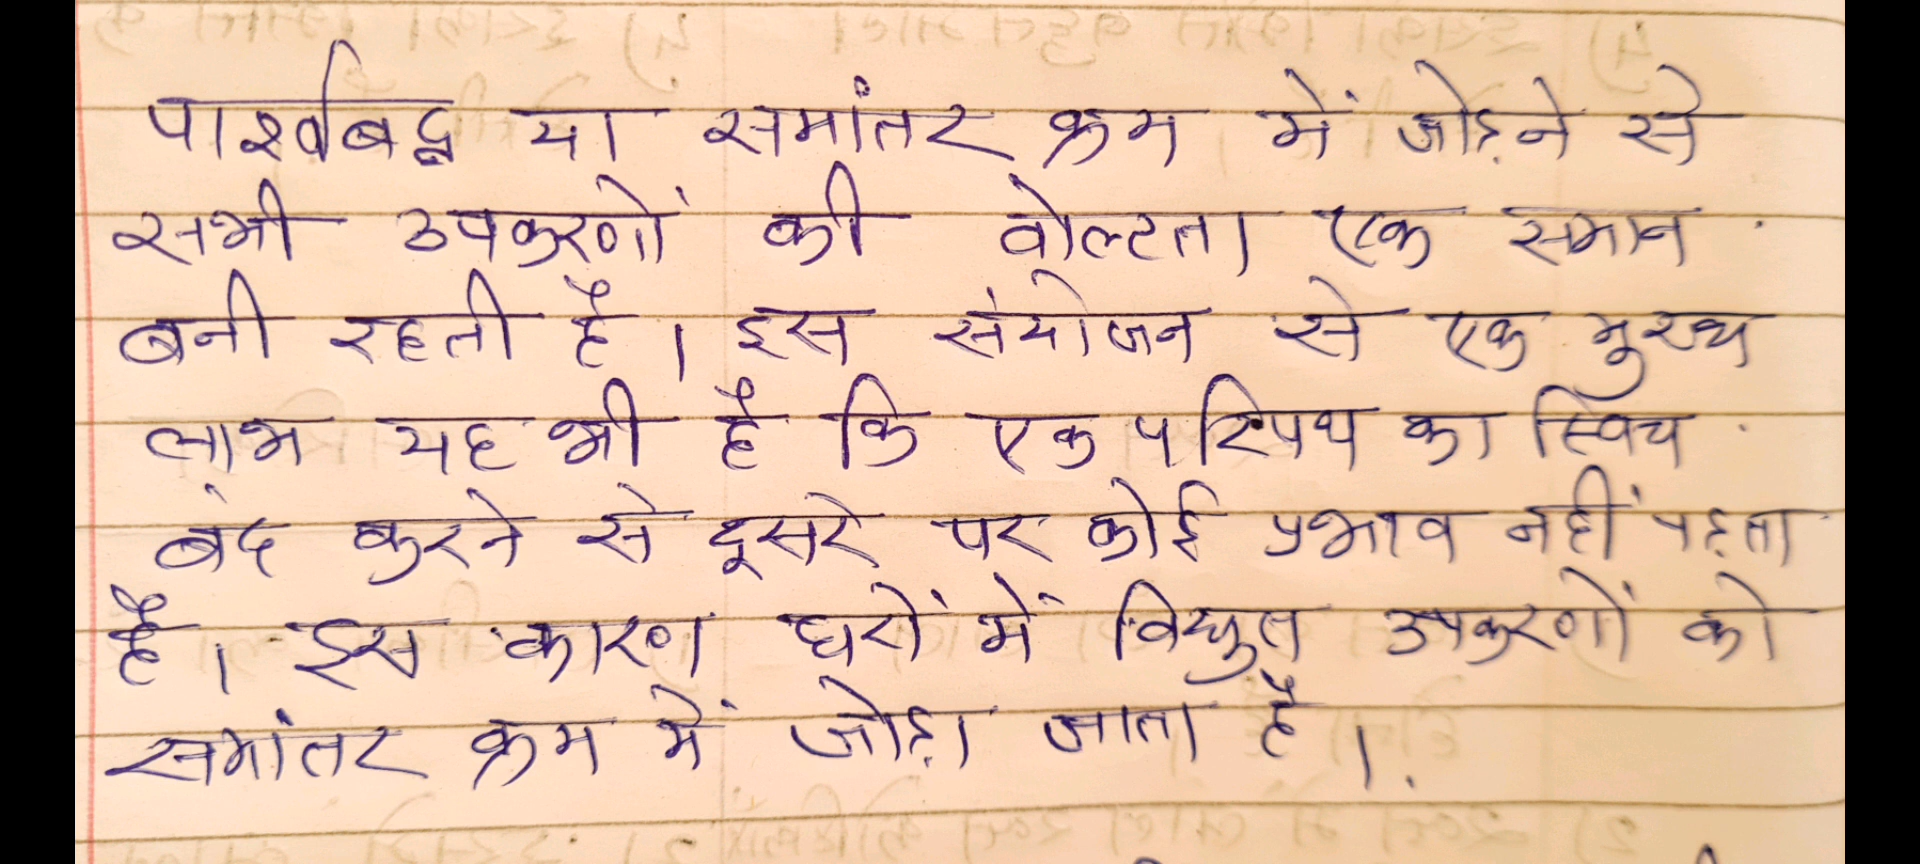 पार्श्वबद्ध या समांतर क्रम में जोड़ने से
सभी उपकरणों की वोल्टता एक समान
बनी रहती है। इस संयोजन से एक मुख्य
लाभ यह भी है कि एक परिपथ का स्विच
बंद करने से दूसरे पर कोई प्रभाव नहीं पड़ता
है। इस कारण घरों में विद्युत उपकरणों को
समांतर क्रम में जोड़ा जाता है।